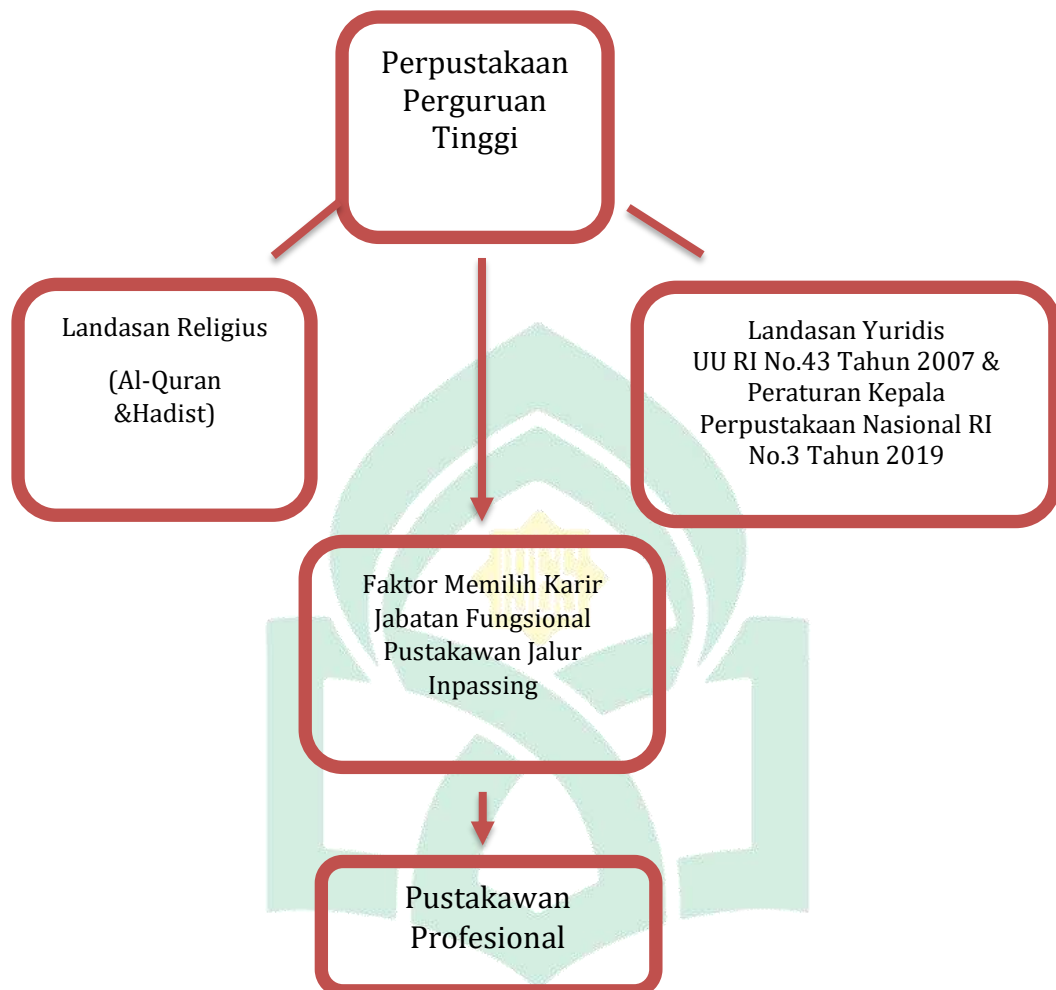 Perpustakaan
Perguruan
Tinggi
Landasan Religius
(Al-Quran
&Hadist)
Landasan Yuridis
UU RI No.43 Tahun 2007 &
Peraturan Kepala
Perpustakaan Nasional RI
No.3 Tahun 2019
Faktor Memilih Karir
Jabatan Fungsional
Pustakawan Jalur
Inpassing
Pustakawan
Profesional